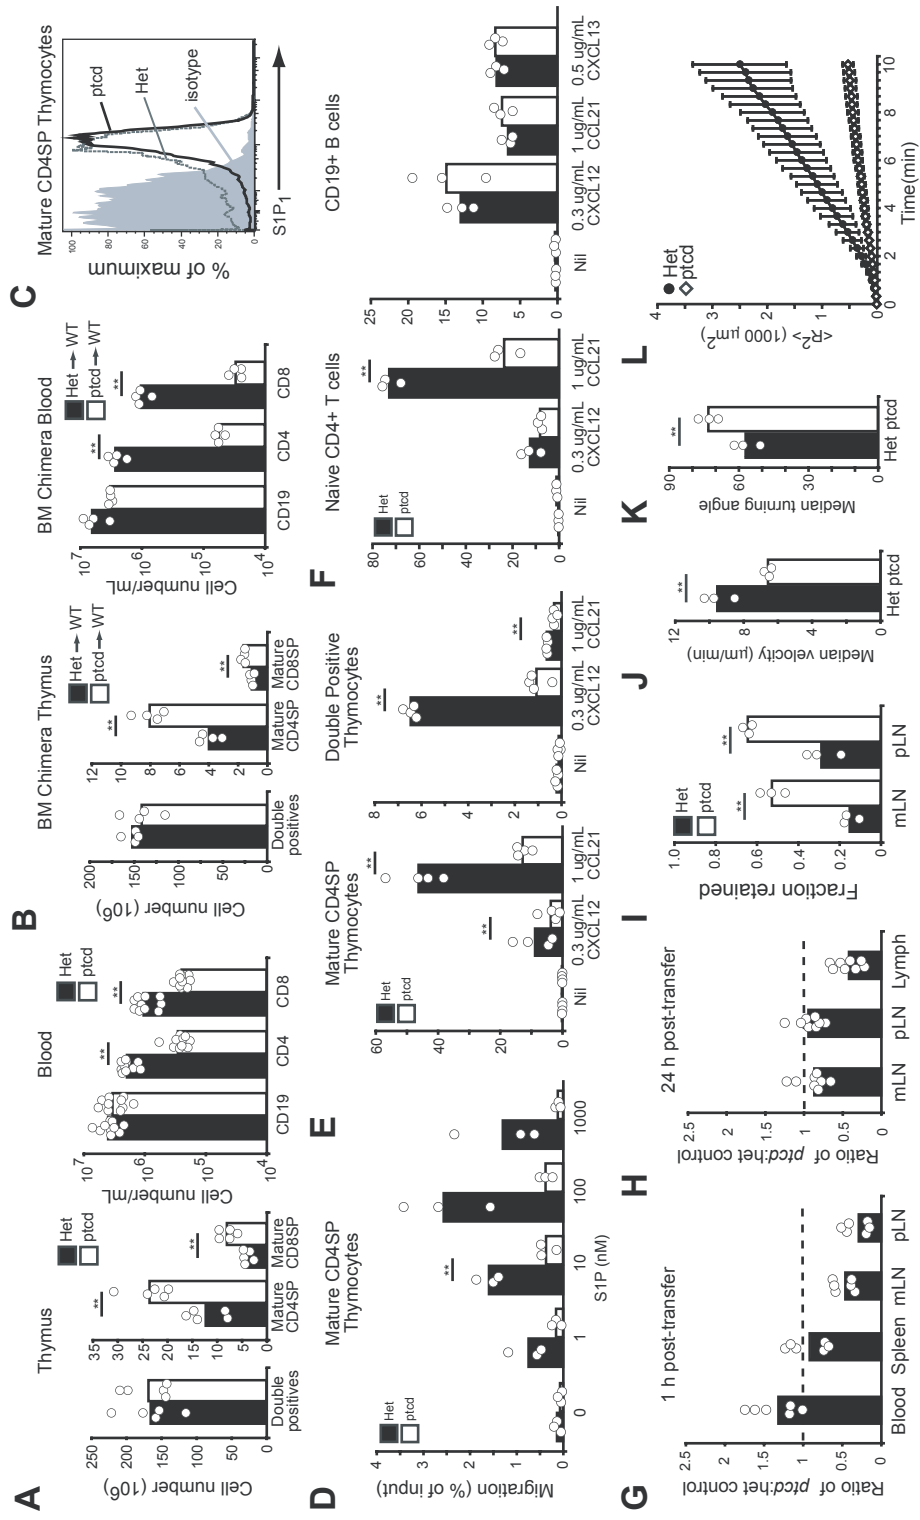 A
Thymus
Het
ptcd
Cell number (10⁶)
250
200
150
100
50
0
Double
positives
35
30
25
20
15
10
5
0
**
Mature
CD4SP
**
Mature
CD8SP
Blood
Het
ptcd
Cell number/mL
10⁷
10⁶
10⁵
10⁴
CD19
**
CD4
**
CD8
B
BM Chimera Thymus
Het → WT
ptcd → WT
Cell number (10⁶)
200
150
100
50
0
Double
positives
12
10
8
6
4
2
0
**
Mature
CD4SP
**
Mature
CD8SP
BM Chimera Blood
Het → WT
ptcd → WT
Cell number/mL
10⁷
10⁶
10⁵
10⁴
CD19
**
CD4
**
CD8
C
Mature CD4SP Thymocytes
% of maximum
100
80
60
40
20
0
ptcd
Het
isotype
S1P₁
D
Mature CD4SP
Thymocytes
Het
ptcd
Migration (% of input)
4
3
2
1
0
**
0
1
10
100
1000
S1P (nM)
E
Mature CD4SP
Thymocytes
Het
ptcd
60
40
20
0
**
**
Nil
0.3 ug/mL
CXCL12
1 ug/mL
CCL21
Double Positive
Thymocytes
8
6
4
2
0
**
**
Nil
0.3 ug/mL
CXCL12
1 ug/mL
CCL21
F
Naive CD4+ T cells
Het
ptcd
80
60
40
20
0
**
Nil
0.3 ug/mL
CXCL12
1 ug/mL
CCL21
CD19+ B cells
25
20
15
10
5
0
Nil
0.3 ug/mL
CXCL12
1 ug/mL
CCL21
0.5 ug/mL
CXCL13
G
1 h post-transfer
Ratio of ptcd:het control
2.5
2
1.5
1
0.5
0
Blood
Spleen
mLN
pLN
H
24 h post-transfer
Ratio of ptcd:het control
2.5
2
1.5
1
0.5
0
mLN
pLN
Lymph
I
Het
ptcd
Fraction retained
1.0
0.8
0.6
0.4
0.2
0
**
**
mLN
pLN
J
Median velocity (µm/min)
12
8
4
0
**
Het ptcd
K
Median turning angle
90
60
30
0
**
Het ptcd
L
Het
ptcd
<R²> (1000 µm²)
4
3
2
1
0
0
2
4
6
8
10
Time(min)